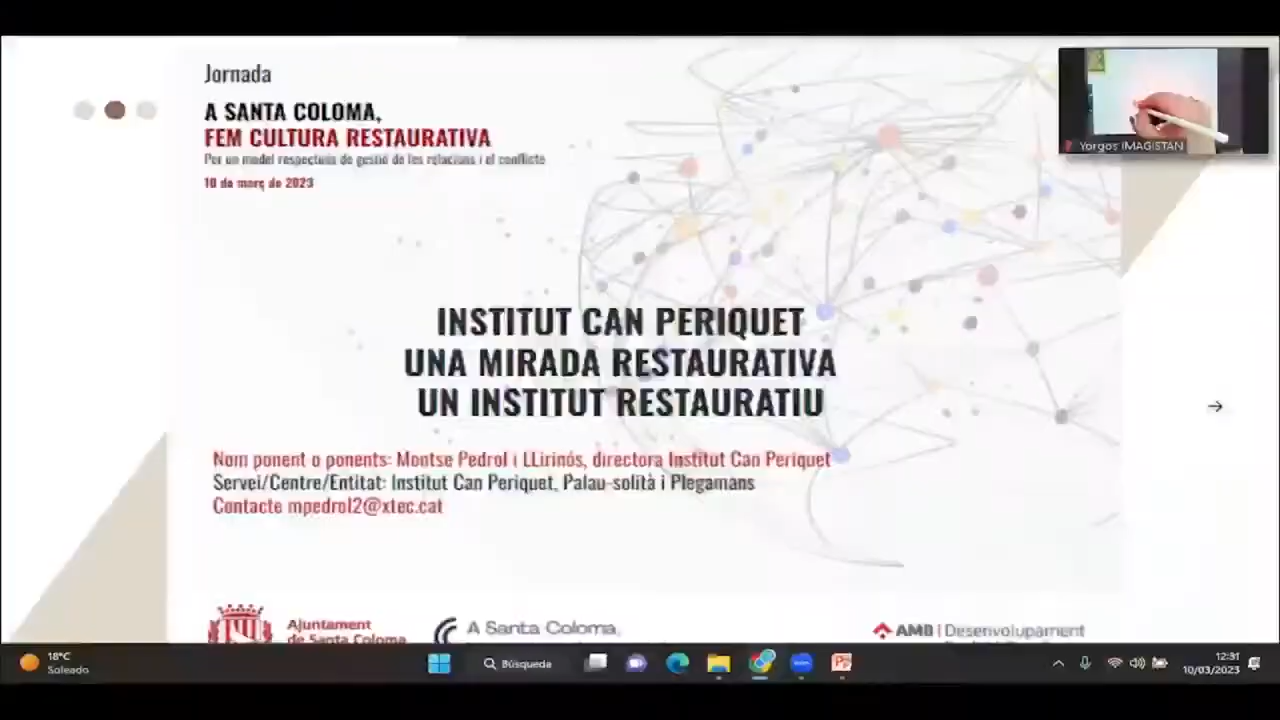 Jornada
A SANTA COLOMA,
FEM CULTURA RESTAURATIVA
Per un model respectuós de gestió de les relacions i el conflicte
10 de març de 2023
Yorgos IMAGISTAN
INSTITUT CAN PERIQUET
UNA MIRADA RESTAURATIVA
UN INSTITUT RESTAURATIU
Nom ponent o ponents: Montse Pedrol i LLirinós, directora Institut Can Periquet
Servei/Centre/Entitat: Institut Can Periquet, Palau-solità i Plegamans
Contacte mpedrol2@xtec.cat
Ajuntament
de Santa Coloma
A Santa Coloma,
AMB | Desenvolupament
18°C
Soleado
Búsqueda
12:31
10/03/2023